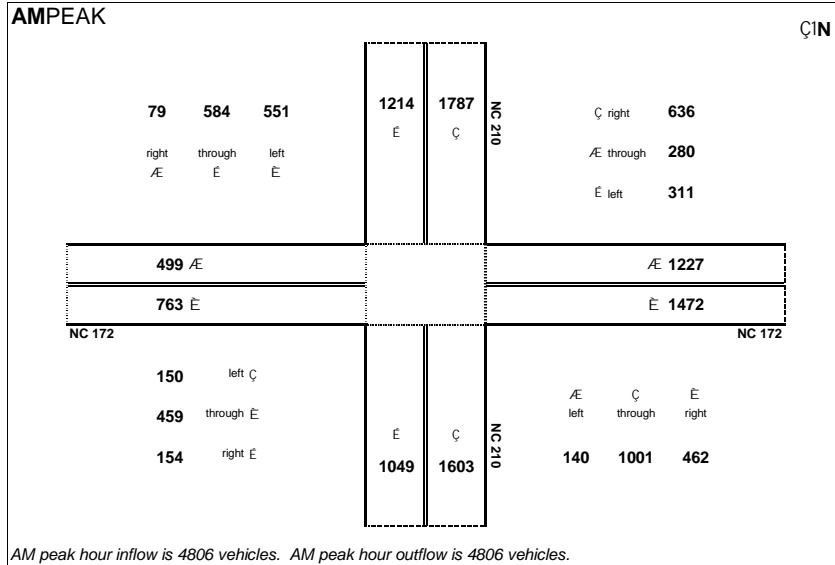 AMPEAK
Ç1N
79 584 551
right through left
Æ É È
1214 1787
É Ç
NC 210
Ç right 636
Æ through 280
É left 311
499 Æ
763 È
Æ 1227
È 1472
NC 172
NC 172
150 left Ç
459 through È
154 right É
É Ç
1049 1603
NC 210
Æ Ç È
left through right
140 1001 462
AM peak hour inflow is 4806 vehicles. AM peak hour outflow is 4806 vehicles.